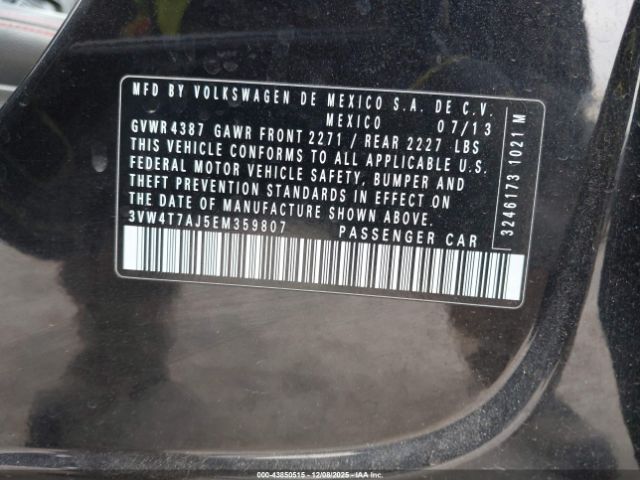 MFD BY VOLKSWAGEN DE MEXICO S.A. DE C.V.
MEXICO 07/13
GVWR 4387 GAWR FRONT 2271 / REAR 2227 LBS
THIS VEHICLE CONFORMS TO ALL APPLICABLE U.S.
FEDERAL MOTOR VEHICLE SAFETY, BUMPER AND
THEFT PREVENTION STANDARDS IN EFFECT ON
THE DATE OF MANUFACTURE SHOWN ABOVE.
3VW4T7AJ5EM359807 PASSENGER CAR
3246173 1021 M
000-43850515 - 12/08/2025 - IAAI, Inc.